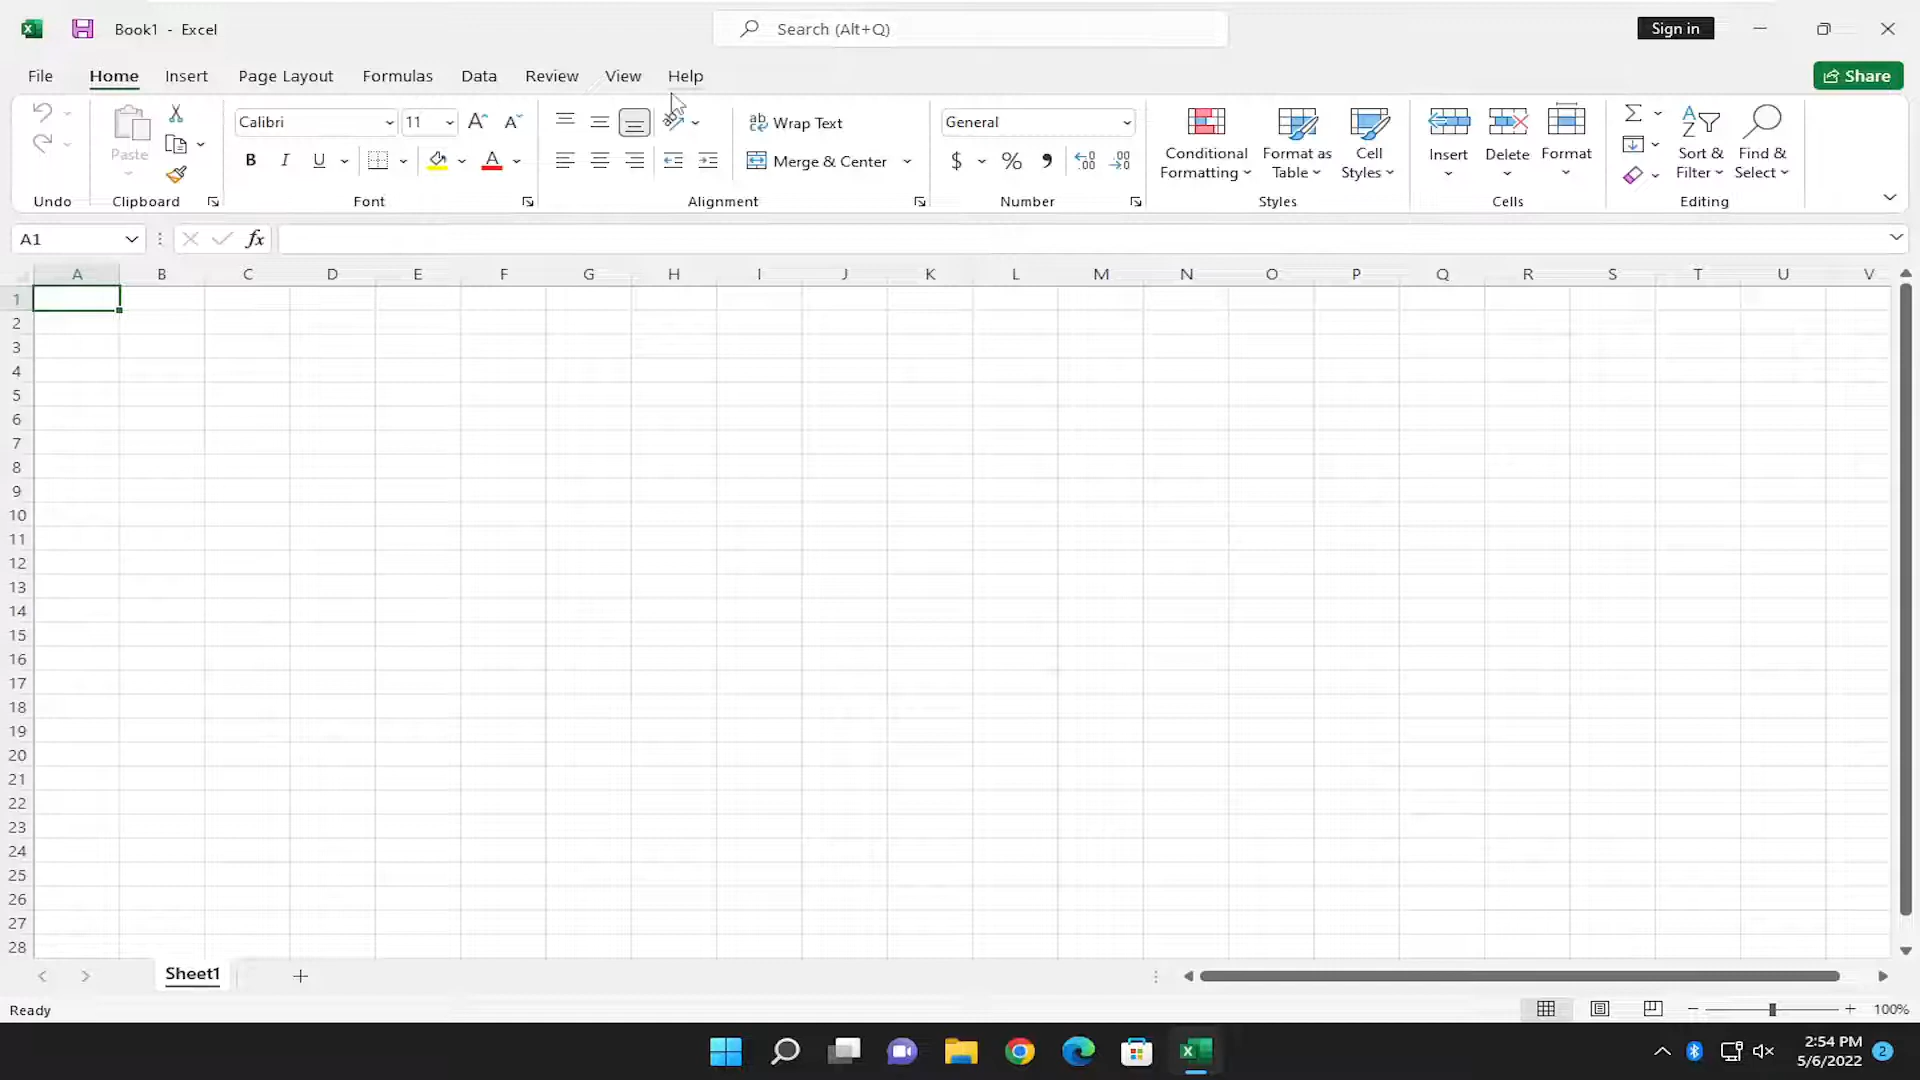 Book1 - Excel
Search (Alt+Q)
Sign in
File Home Insert Page Layout Formulas Data Review View Help
Share
Calibri 11
Wrap Text
General
Paste
B I U
Merge & Center
$ % 9
Conditional Formatting
Format as Table
Cell Styles
Insert Delete Format
Sort & Filter
Find & Select
Undo Clipboard Font Alignment Number Styles Cells Editing
A1
fx
A B C D E F G H I J K L M N O P Q R S T U V
1
2
3
4
5
6
7
8
9
10
11
12
13
14
15
16
17
18
19
20
21
22
23
24
25
26
27
28
Sheet1
Ready
100%
2:54 PM
5/6/2022
2